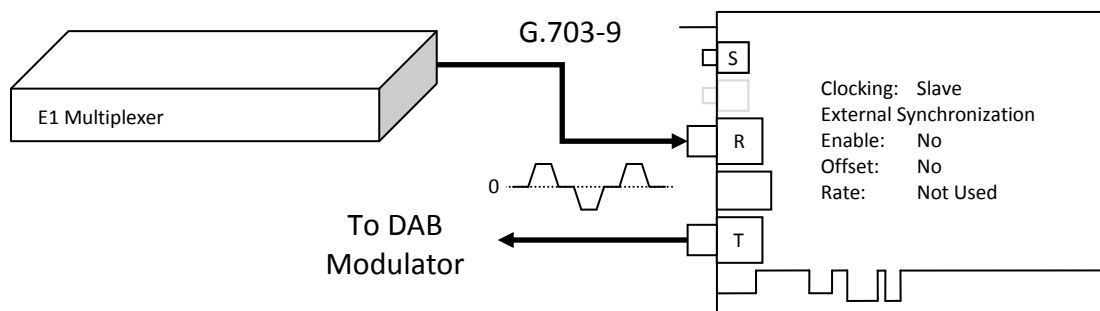 G.703-9
E1 Multiplexer
S
Clocking: Slave
External Synchronization
Enable: No
Offset: No
Rate: Not Used
R
0
To DAB
Modulator
T